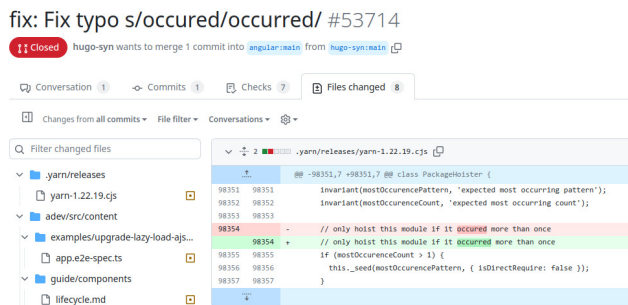 fix: Fix typo s/occured/occurred/ #53714
Closed hugo-syn wants to merge 1 commit into angular:main from hugo-syn:main
Conversation 1 Commits 1 Checks 7 Files changed 8
Changes from all commits File filter Conversations
Filter changed files
.yarn/releases
yarn-1.22.19.cjs
adev/src/content
examples/upgrade-lazy-load-ajs...
app.e2e-spec.ts
guide/components
lifecycle.md
2 .yarn/releases/yarn-1.22.19.cjs
@@ -98351,7 +98351,7 @@ class PackageHoister {
98351 98351 invariant(mostOccurencePattern, 'expected most occurring pattern');
98352 98352 invariant(mostOccurenceCount, 'expected most occurring count');
98353 98353
98354 - // only hoist this module if it occured more than once
98354 + // only hoist this module if it occurred more than once
98355 98355 if (mostOccurenceCount > 1) {
98356 98356 this._seed(mostOccurencePattern, { isDirectRequire: false });
98357 98357 }